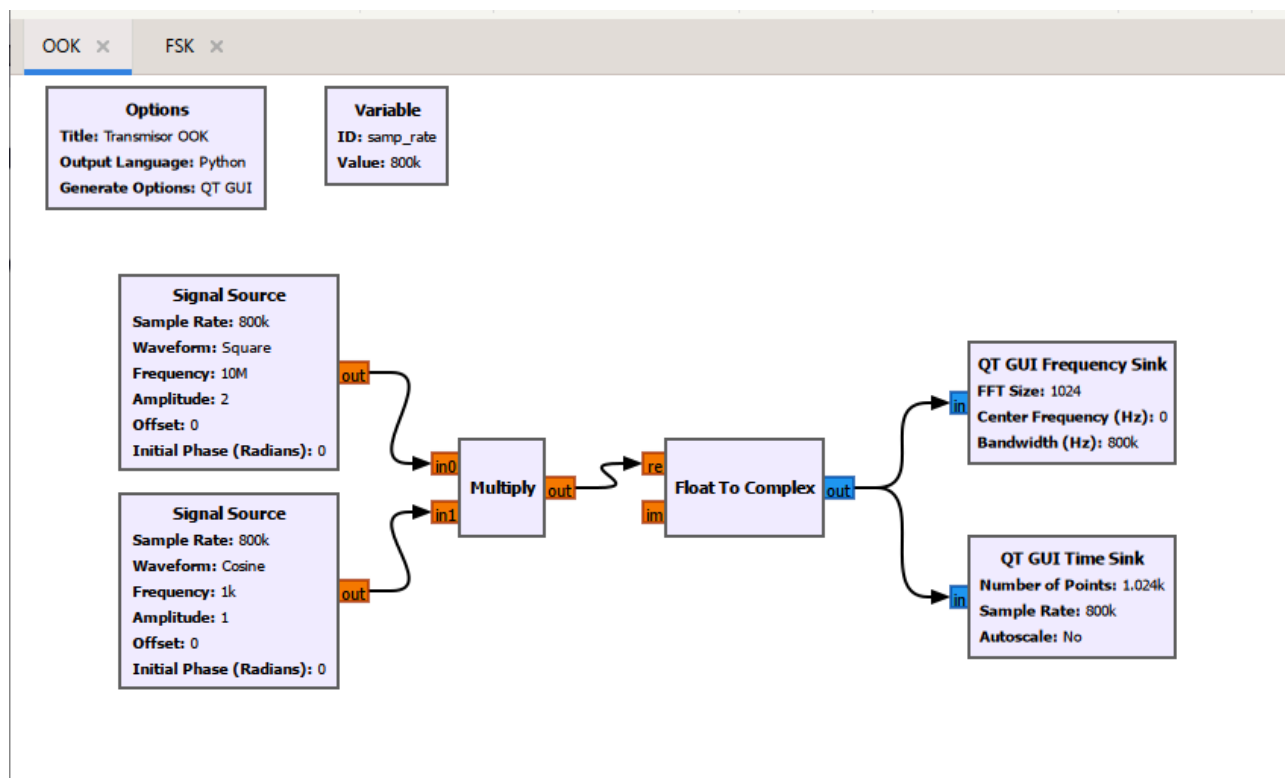 OOK × FSK ×
Options
Title: Transmisor OOK
Output Language: Python
Generate Options: QT GUI
Variable
ID: samp_rate
Value: 800k
Signal Source
Sample Rate: 800k
Waveform: Square
Frequency: 10M
Amplitude: 2
Offset: 0
Initial Phase (Radians): 0
out
Signal Source
Sample Rate: 800k
Waveform: Cosine
Frequency: 1k
Amplitude: 1
Offset: 0
Initial Phase (Radians): 0
out
in0
in1
Multiply
out
re
im
Float To Complex
out
in
QT GUI Frequency Sink
FFT Size: 1024
Center Frequency (Hz): 0
Bandwidth (Hz): 800k
in
QT GUI Time Sink
Number of Points: 1.024k
Sample Rate: 800k
Autoscale: No